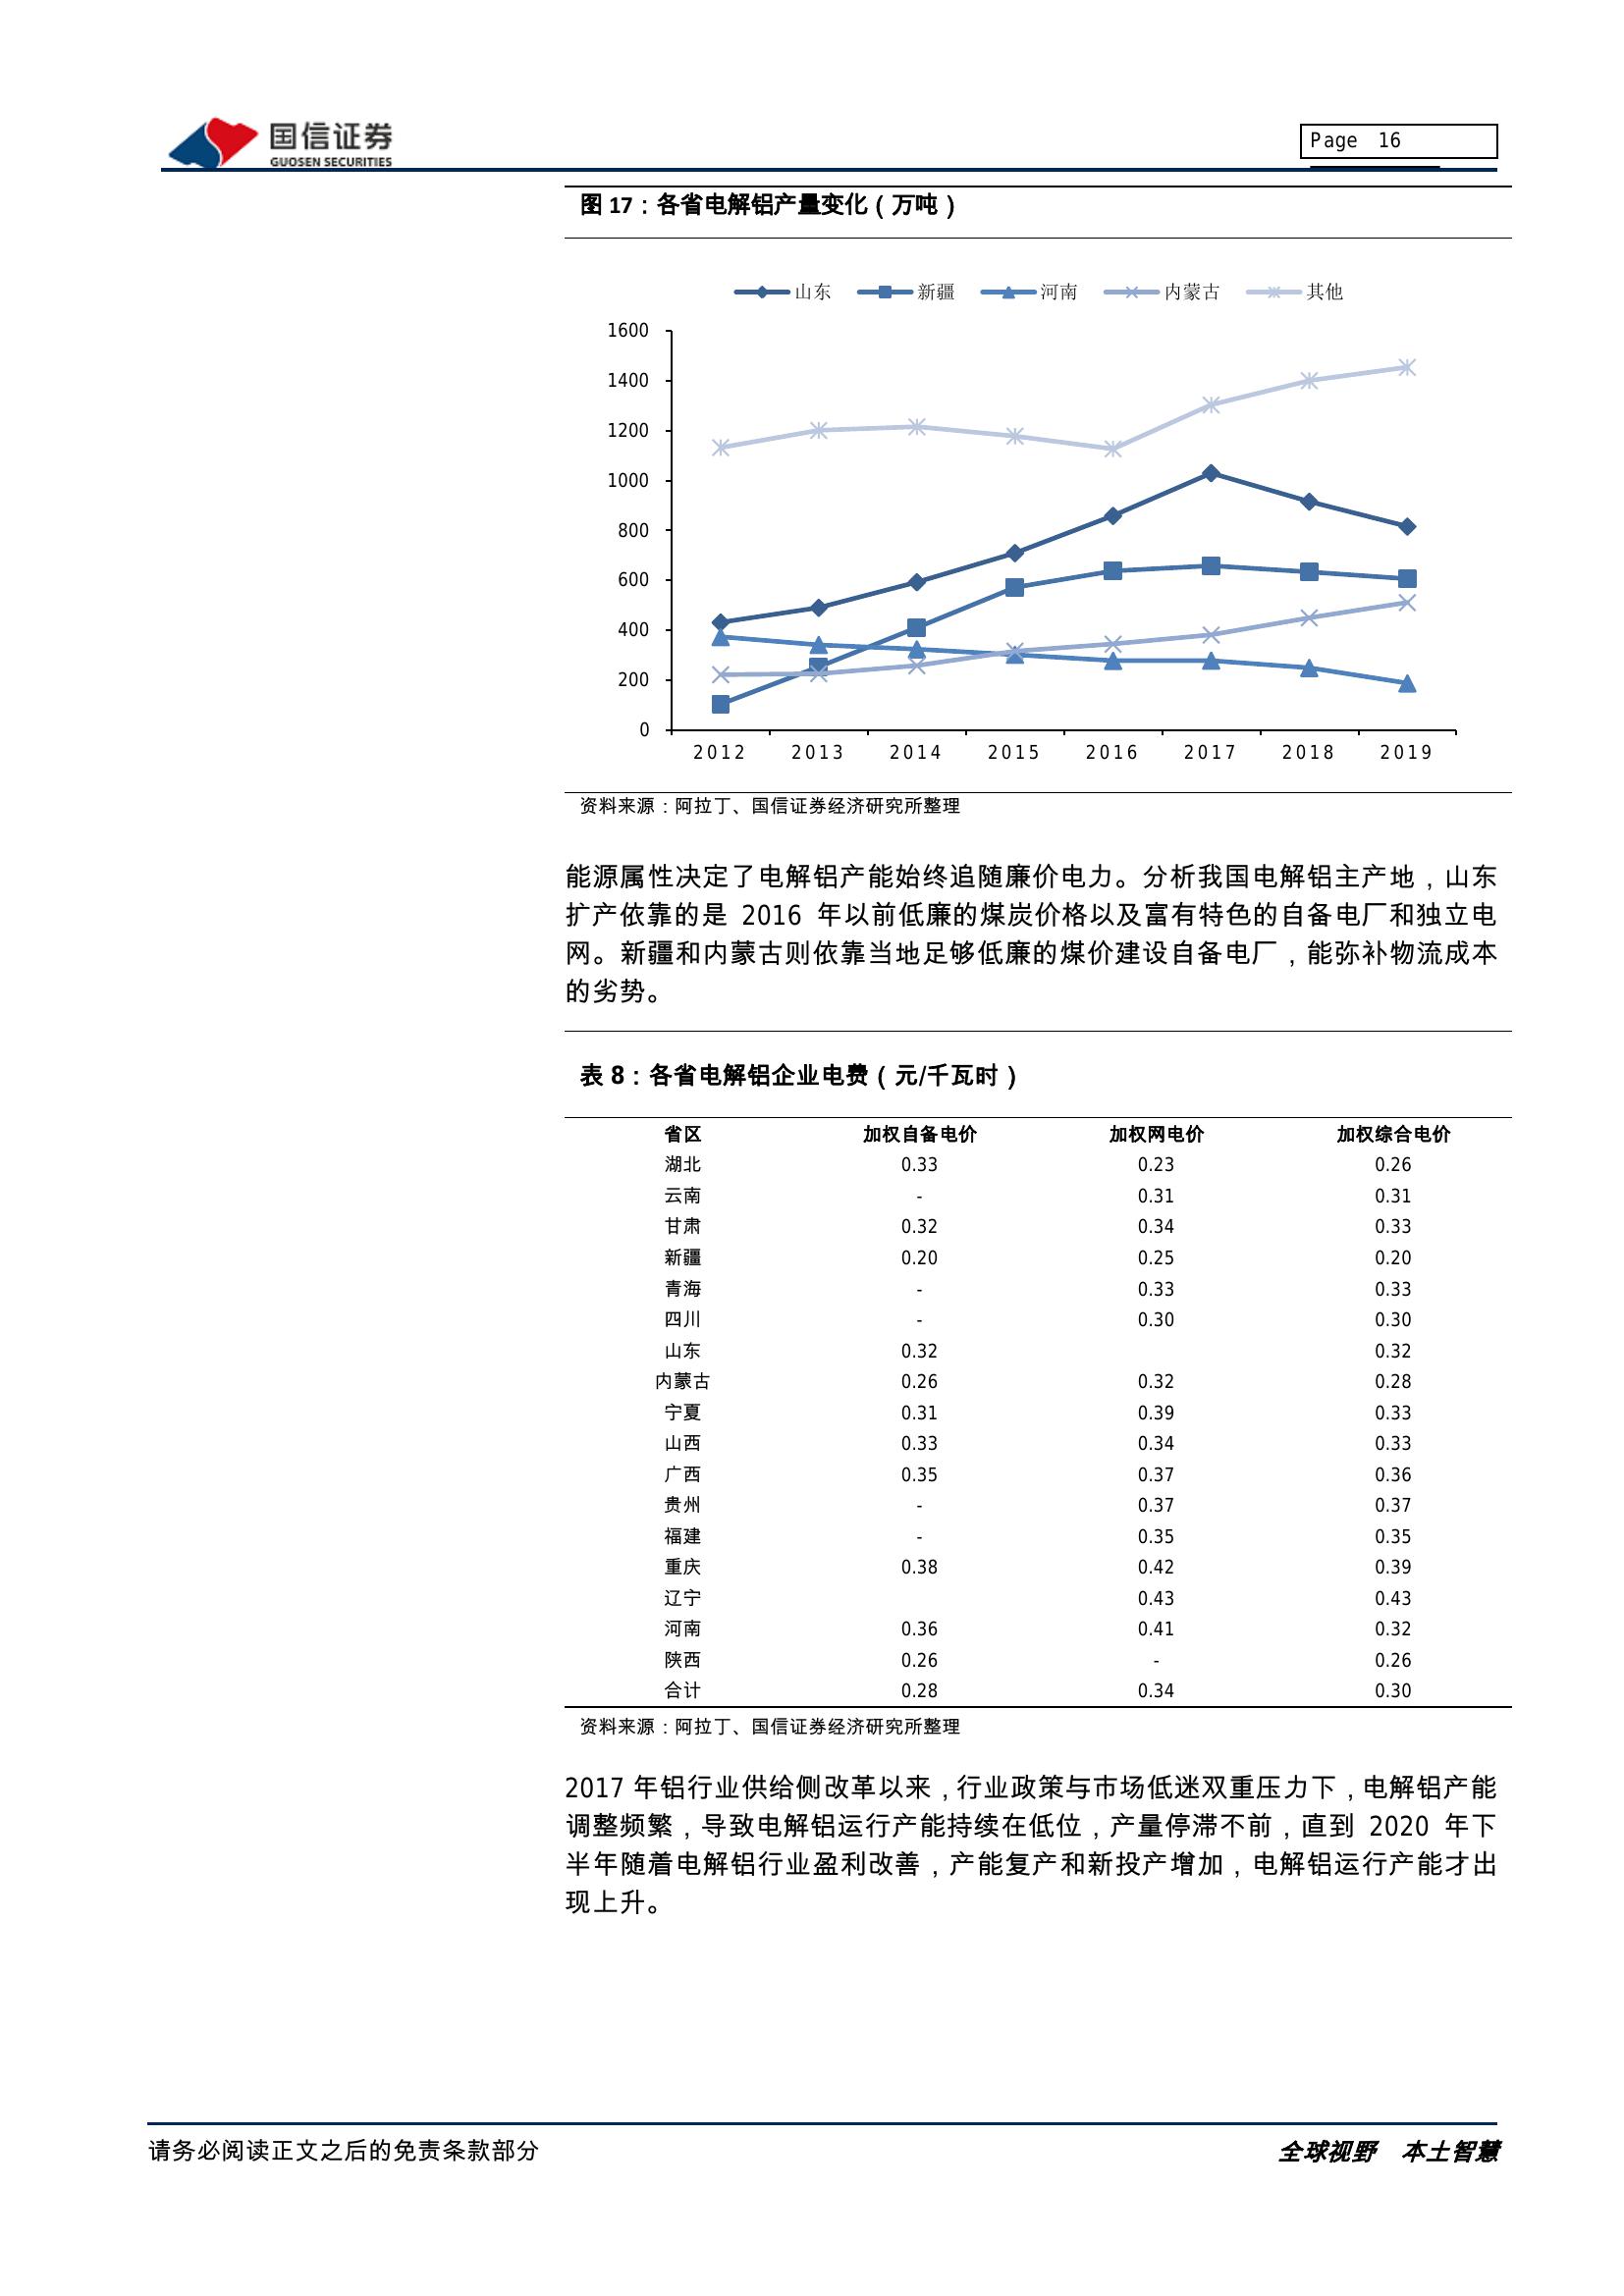 国信证券
GUOSEN SECURITIES
Page 16
图 17：各省电解铝产量变化（万吨）
山东 新疆 河南 内蒙古 其他
1600
1400
1200
1000
800
600
400
200
0
2012 2013 2014 2015 2016 2017 2018 2019
资料来源：阿拉丁、国信证券经济研究所整理
能源属性决定了电解铝产能始终追随廉价电力。分析我国电解铝主产地，山东
扩产依靠的是 2016 年以前低廉的煤炭价格以及富有特色的自备电厂和独立电
网。新疆和内蒙古则依靠当地足够低廉的煤价建设自备电厂，能弥补物流成本
的劣势。
表 8：各省电解铝企业电费（元/千瓦时）
省区 加权自备电价 加权网电价 加权综合电价
湖北 0.33 0.23 0.26
云南 - 0.31 0.31
甘肃 0.32 0.34 0.33
新疆 0.20 0.25 0.20
青海 - 0.33 0.33
四川 - 0.30 0.30
山东 0.32 0.32
内蒙古 0.26 0.32 0.28
宁夏 0.31 0.39 0.33
山西 0.33 0.34 0.33
广西 0.35 0.37 0.36
贵州 - 0.37 0.37
福建 - 0.35 0.35
重庆 0.38 0.42 0.39
辽宁 0.43 0.43
河南 0.36 0.41 0.32
陕西 0.26 - 0.26
合计 0.28 0.34 0.30
资料来源：阿拉丁、国信证券经济研究所整理
2017 年铝行业供给侧改革以来，行业政策与市场低迷双重压力下，电解铝产能
调整频繁，导致电解铝运行产能持续在低位，产量停滞不前，直到 2020 年下
半年随着电解铝行业盈利改善，产能复产和新投产增加，电解铝运行产能才出
现上升。
请务必阅读正文之后的免责条款部分 全球视野 本土智慧